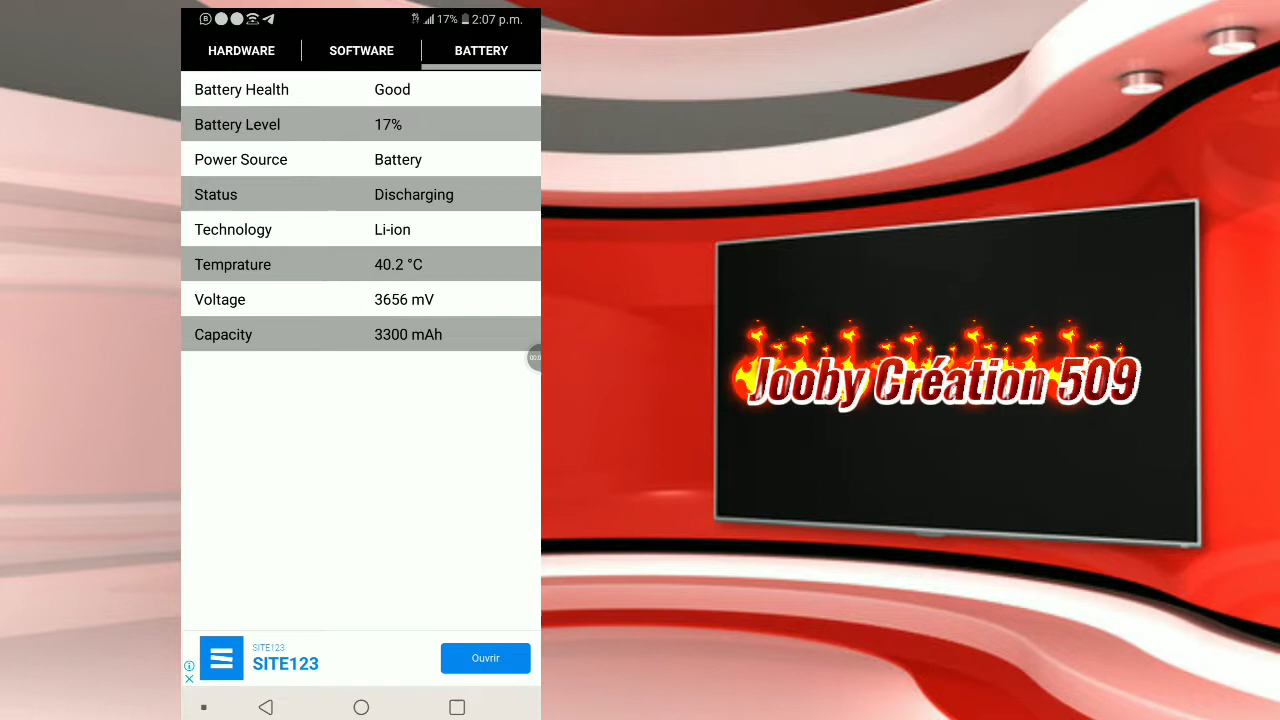 17% 2:07 p.m.
HARDWARE SOFTWARE BATTERY
Battery Health Good
Battery Level 17%
Power Source Battery
Status Discharging
Technology Li-ion
Temprature 40.2 °C
Voltage 3656 mV
Capacity 3300 mAh
Jooby Création 509
SITE123
SITE123
Ouvrir